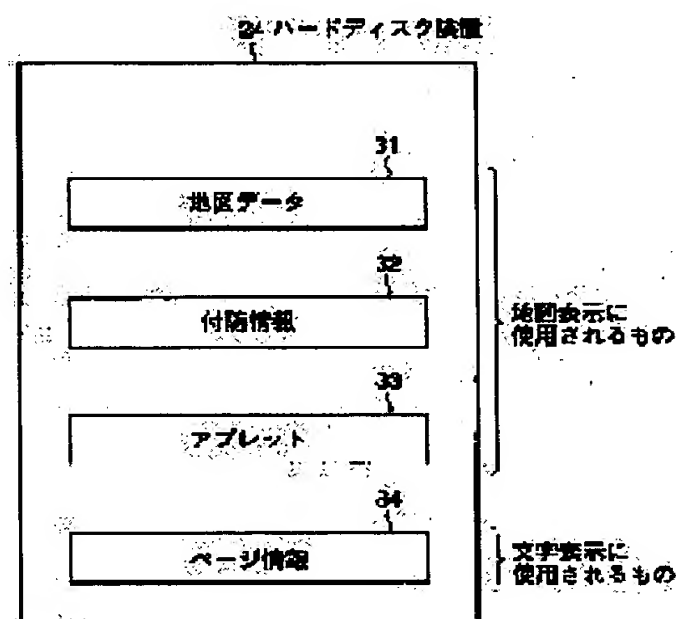 24 ハードディスク装置
31
地図データ
32
付随情報
地図表示に
使用されるもの
33
アプレット
34
ページ情報
文字表示に
使用されるもの